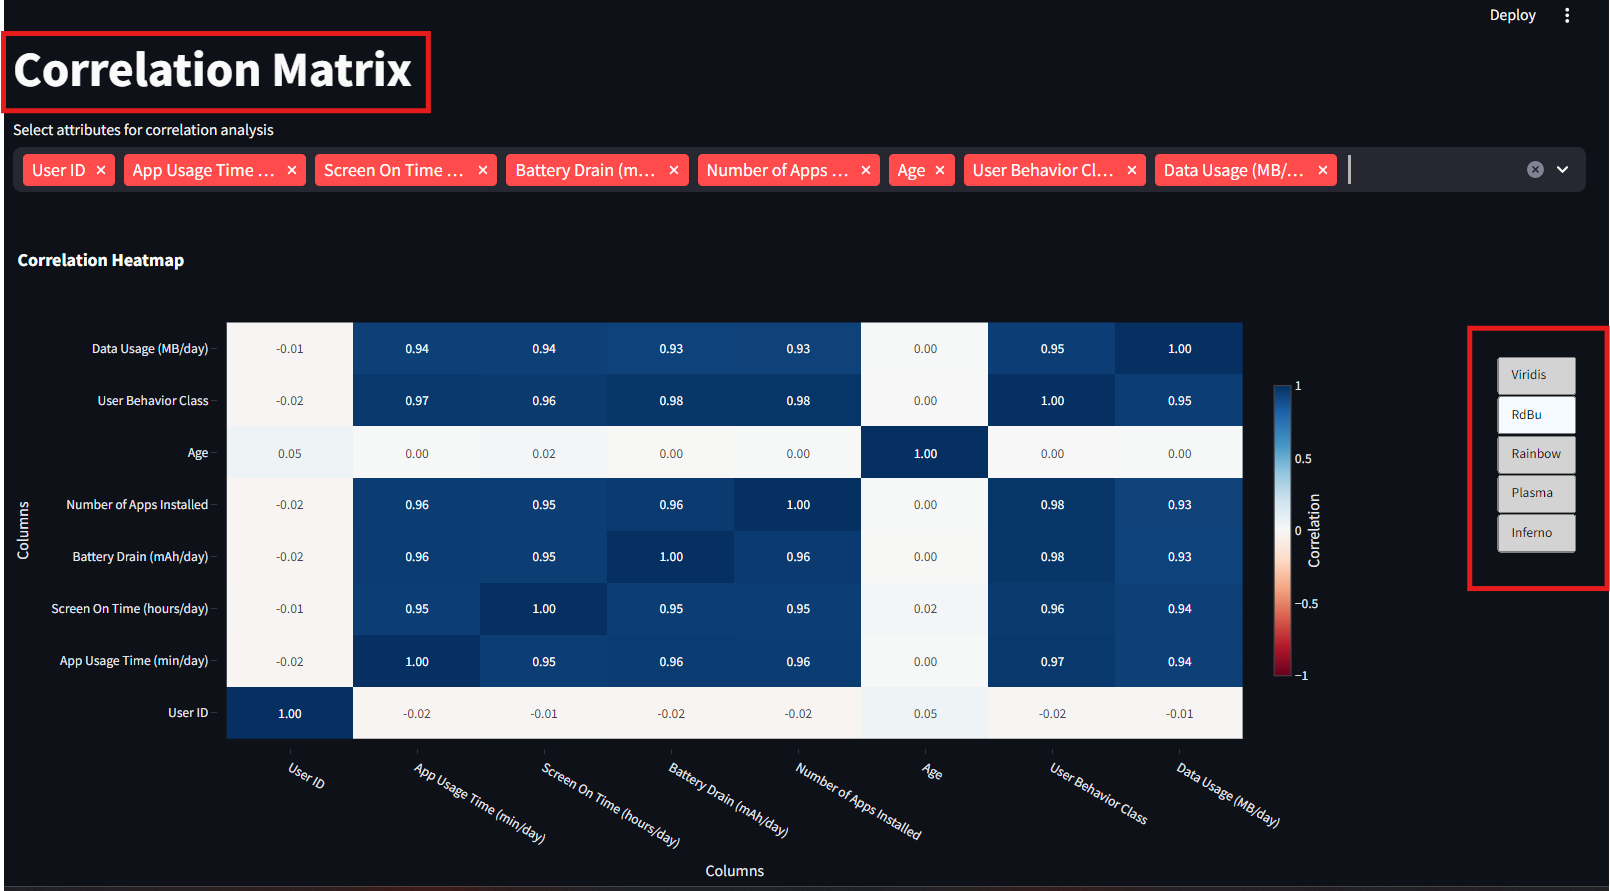 Deploy
Correlation Matrix
Select attributes for correlation analysis
User ID × App Usage Time ... × Screen On Time ... × Battery Drain (m... × Number of Apps ... × Age × User Behavior Cl... × Data Usage (MB/... ×
Correlation Heatmap
Data Usage (MB/day) -0.01 0.94 0.94 0.93 0.93 0.00 0.95 1.00
User Behavior Class -0.02 0.97 0.96 0.98 0.98 0.00 1.00 0.95
Age 0.05 0.00 0.02 0.00 0.00 1.00 0.00 0.00
Number of Apps Installed -0.02 0.96 0.95 0.96 1.00 0.00 0.98 0.93
Battery Drain (mAh/day) -0.02 0.96 0.95 1.00 0.96 0.00 0.98 0.93
Screen On Time (hours/day) -0.01 0.95 1.00 0.95 0.95 0.02 0.96 0.94
App Usage Time (min/day) -0.02 1.00 0.95 0.96 0.96 0.00 0.97 0.94
User ID 1.00 -0.02 -0.01 -0.02 -0.02 0.05 -0.02 -0.01
Columns
User ID
App Usage Time (min/day)
Screen On Time (hours/day)
Battery Drain (mAh/day)
Number of Apps Installed
Age
User Behavior Class
Data Usage (MB/day)
Columns
1
0.5
0
−0.5
−1
Correlation
Viridis
RdBu
Rainbow
Plasma
Inferno